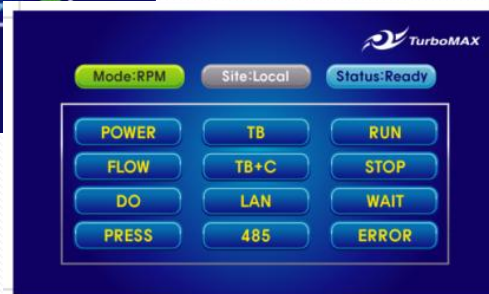 TurboMAX
Mode:RPM Site:Local Status:Ready
POWER TB RUN
FLOW TB+C STOP
DO LAN WAIT
PRESS 485 ERROR